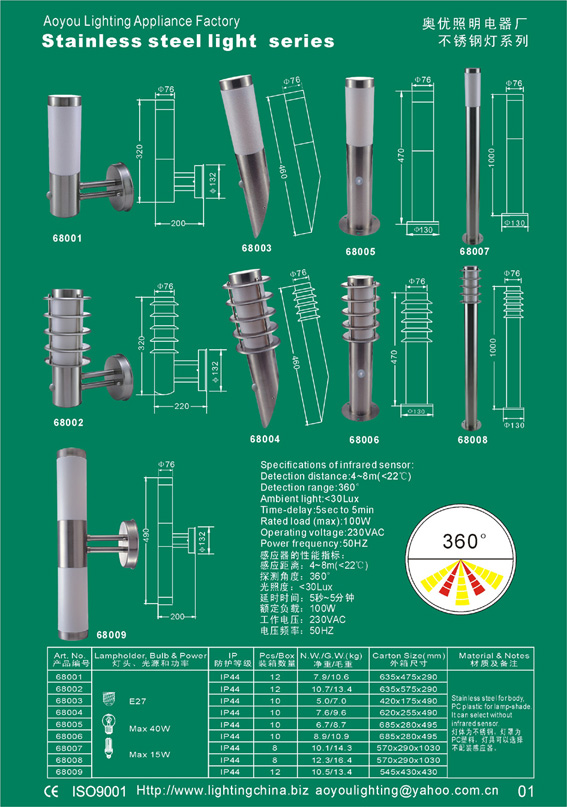 Aoyou Lighting Appliance Factory
奥优照明电器厂
Stainless steel light series
不锈钢灯系列
Φ76
320
Φ132
200
68001
Φ76
460
68003
Φ76
470
Φ130
68005
Φ76
1000
Φ130
68007
Φ76
320
Φ132
220
68002
Φ76
460
68004
Φ76
470
Φ130
68006
Φ76
1000
Φ130
68008
Φ76
490
Φ132
200
68009
Specifications of infrared sensor:
Detection distance:4~8m(<22℃)
Detection range:360°
Ambient light:<30Lux
Time-delay:5sec to 5min
Rated load (max):100W
Operating voltage:230VAC
Power frequency:50HZ
感应器的性能指标:
感应距离: 4~8m(<22℃)
探测角度: 360°
光照度: <30Lux
延时时间: 5秒~5分钟
额定负载: 100W
工作电压: 230VAC
电压频率: 50HZ
360°
Art. No. Lampholder, Bulb & Power IP Pcs/Box N.W./G.W.(kg) Carton Size(mm) Material & Notes
产品编号 灯头、光源和功率 防护等级 装箱数量 净重/毛重 外箱尺寸 材质及备注
68001 IP44 12 7.9/10.6 635x475x290
68002 IP44 12 10.7/13.4 635x575x290
68003 IP44 10 5.0/7.0 420x175x490
68004 IP44 10 7.6/9.6 620x255x490
68005 IP44 10 6.7/8.7 685x280x495
68006 IP44 10 8.9/10.9 685x280x495
68007 IP44 8 10.1/14.3 570x290x1030
68008 IP44 8 12.3/16.4 570x290x1030
68009 IP44 12 10.5/13.4 545x430x430
E27
Max 40W
Max 15W
Stainless steel for body,
PC plastic for lamp-shade.
It can select without
infrared sensor.
灯体为不锈钢, 灯罩为
PC塑料, 灯具可以选择
不配装感应器。
CE ISO9001 Http://www.lightingchina.biz aoyoulighting@yahoo.com.cn 01